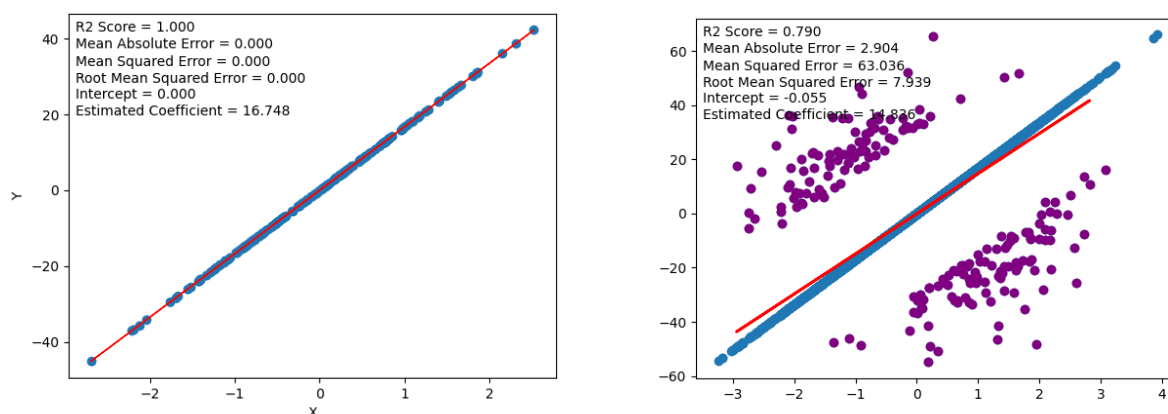 R2 Score = 1.000
Mean Absolute Error = 0.000
Mean Squared Error = 0.000
Root Mean Squared Error = 0.000
Intercept = 0.000
Estimated Coefficient = 16.748
40
20
0
−20
−40
Y
−2
−1
0
1
2
X
R2 Score = 0.790
Mean Absolute Error = 2.904
Mean Squared Error = 63.036
Root Mean Squared Error = 7.939
Intercept = -0.055
Estimated Coefficient = 14.836
60
40
20
0
−20
−40
−60
−3
−2
−1
0
1
2
3
4